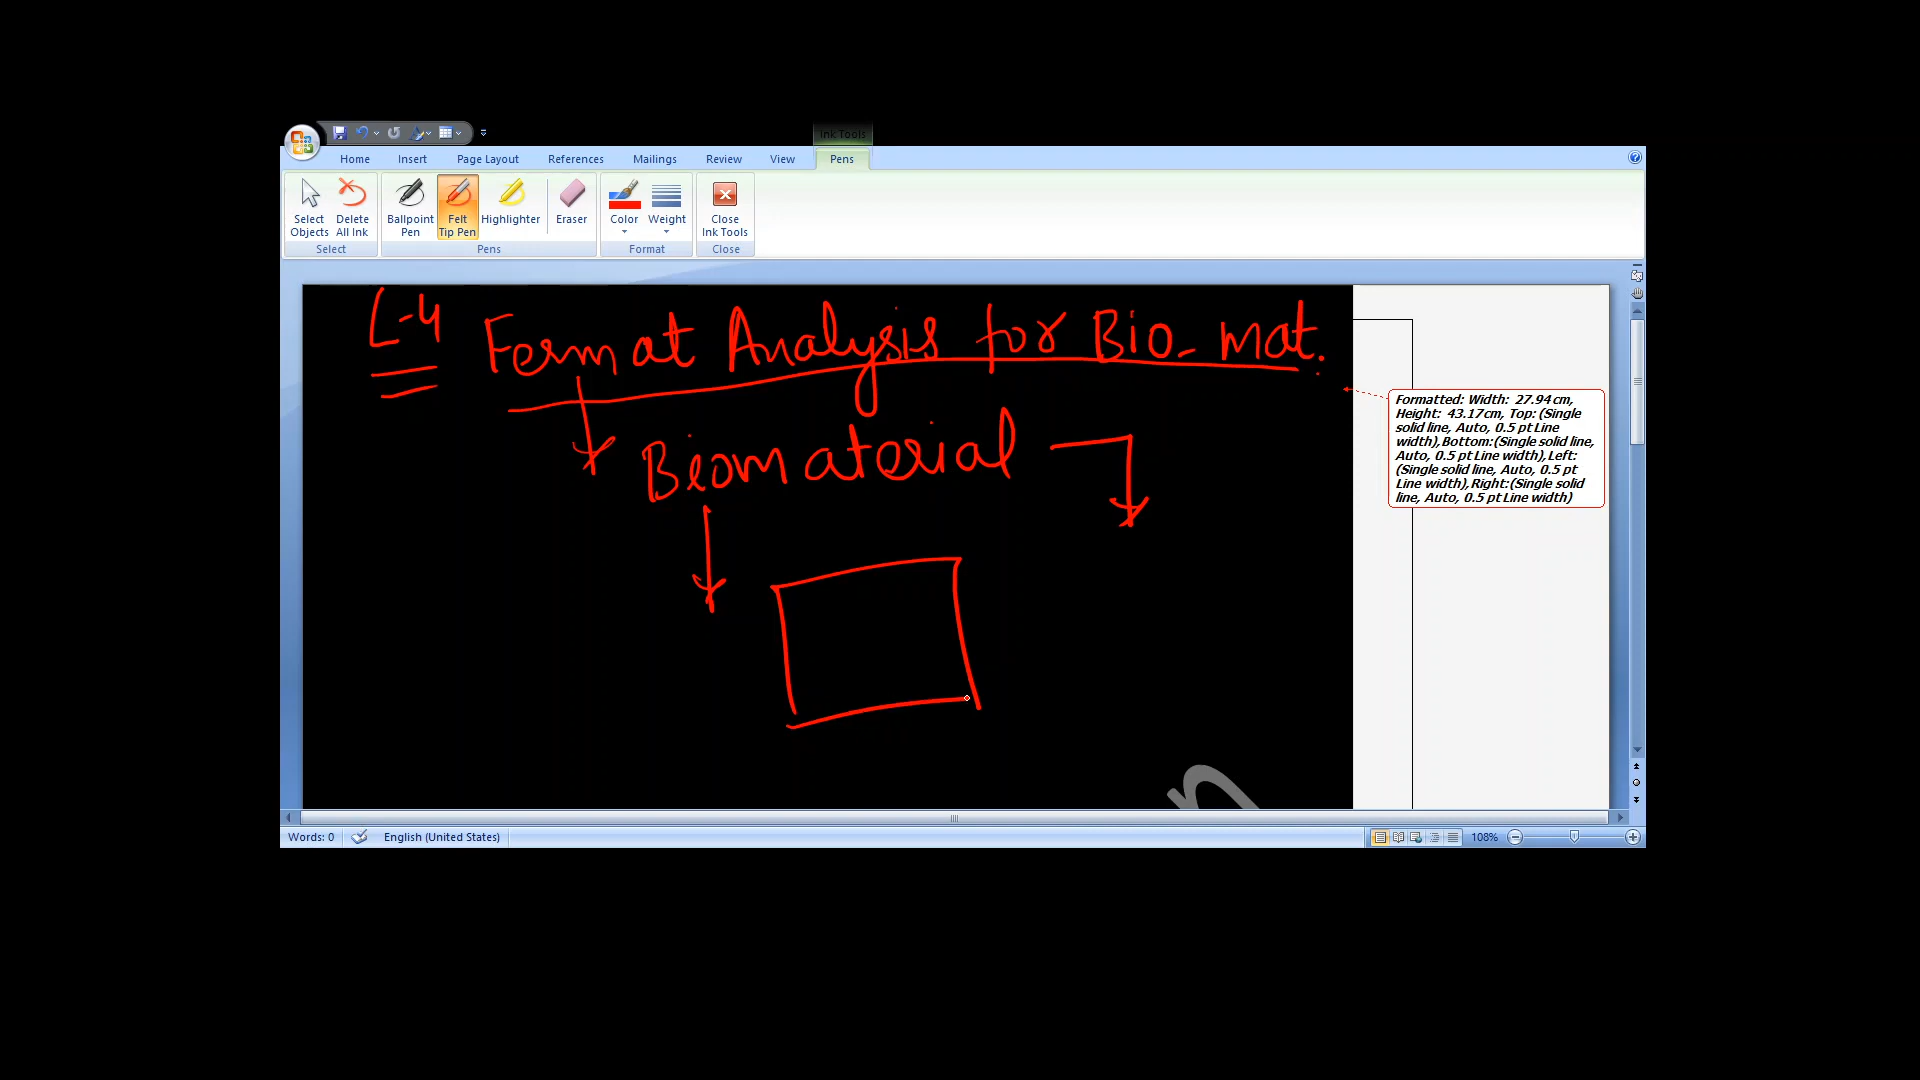 Ink Tools
Home Insert Page Layout References Mailings Review View Pens
Select Objects
Delete All Ink
Ballpoint Pen
Felt Tip Pen
Highlighter
Eraser
Color
Weight
Close Ink Tools
Select Pens Format Close
L-4 Format Analysis for Bio-mat.
Biomaterial
Formatted: Width: 27.94 cm,
Height: 43.17cm, Top: (Single
solid line, Auto, 0.5 pt Line
width),Bottom:(Single solid line,
Auto, 0.5 pt Line width),Left:
(Single solid line, Auto, 0.5 pt
Line width),Right:(Single solid
line, Auto, 0.5 pt Line width)
Words: 0 English (United States) 108%